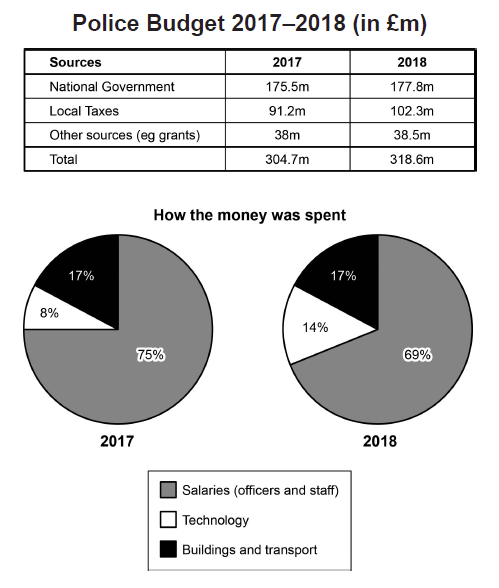 Police Budget 2017–2018 (in £m)
Sources 2017 2018
National Government 175.5m 177.8m
Local Taxes 91.2m 102.3m
Other sources (eg grants) 38m 38.5m
Total 304.7m 318.6m
How the money was spent
17%
8%
75%
2017
17%
14%
69%
2018
Salaries (officers and staff)
Technology
Buildings and transport